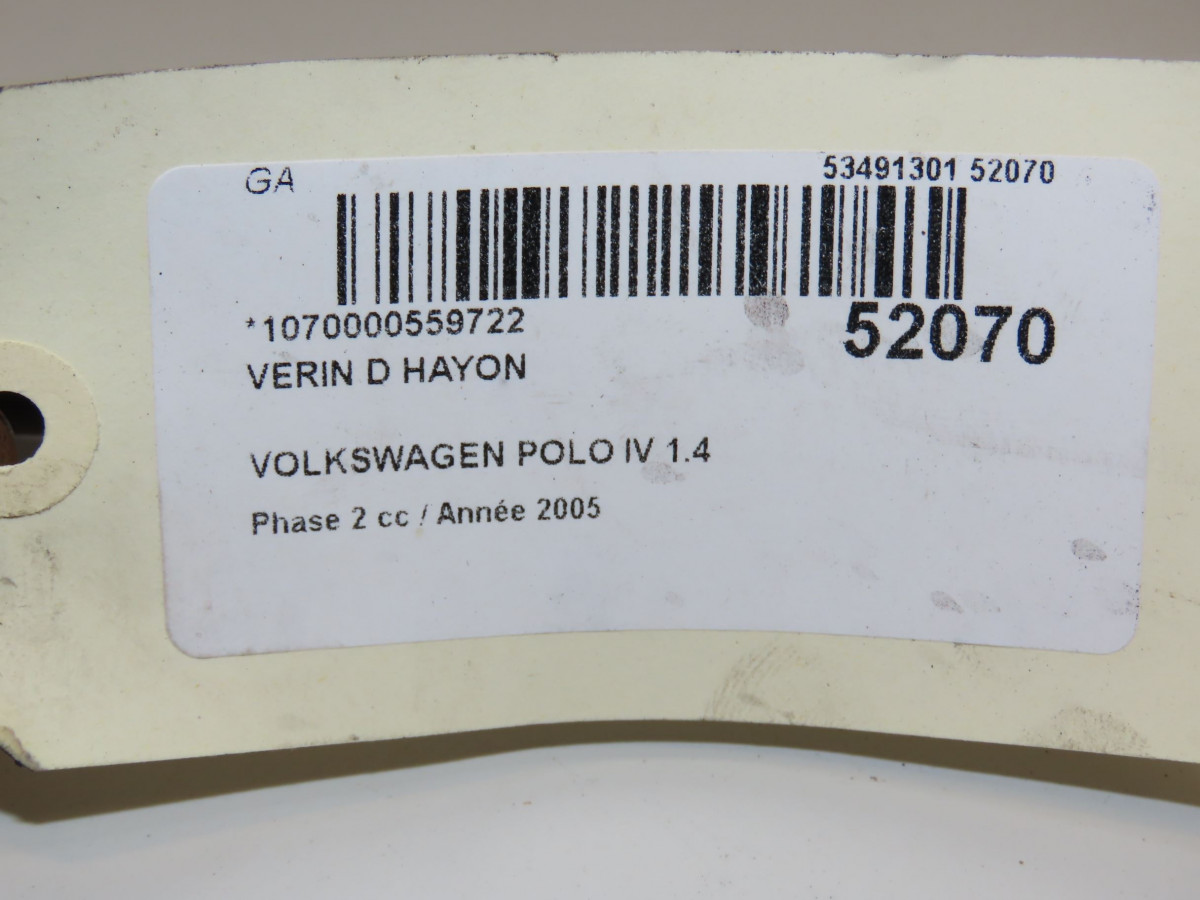 GA 53491301 52070
*1070000559722 52070
VERIN D HAYON
VOLKSWAGEN POLO IV 1.4
Phase 2 cc / Année 2005